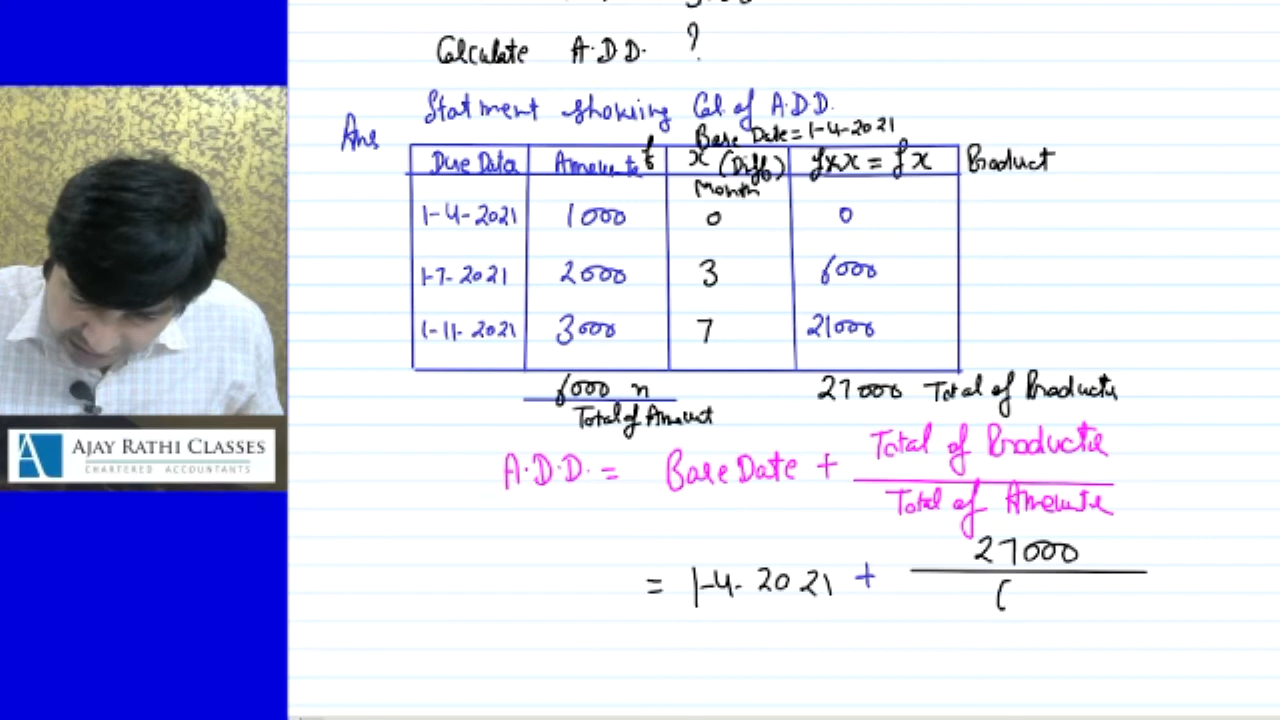 Calculate A.D.D. ?
Ans
Statment showing Cal. of A.D.D.
Base Date = 1-4-2021
Due Data Amount f x (Diff) f×x = fx Product
Month
1-4-2021 1000 0 0
1-7-2021 2000 3 6000
1-11-2021 3000 7 21000
6000 n 27000 Total of Products
Total of Amount
A.D.D. = Base Date + Total of Products
Total of Amounts
= 1-4-2021 + 27000
AJAY RATHI CLASSES
CHARTERED ACCOUNTANTS